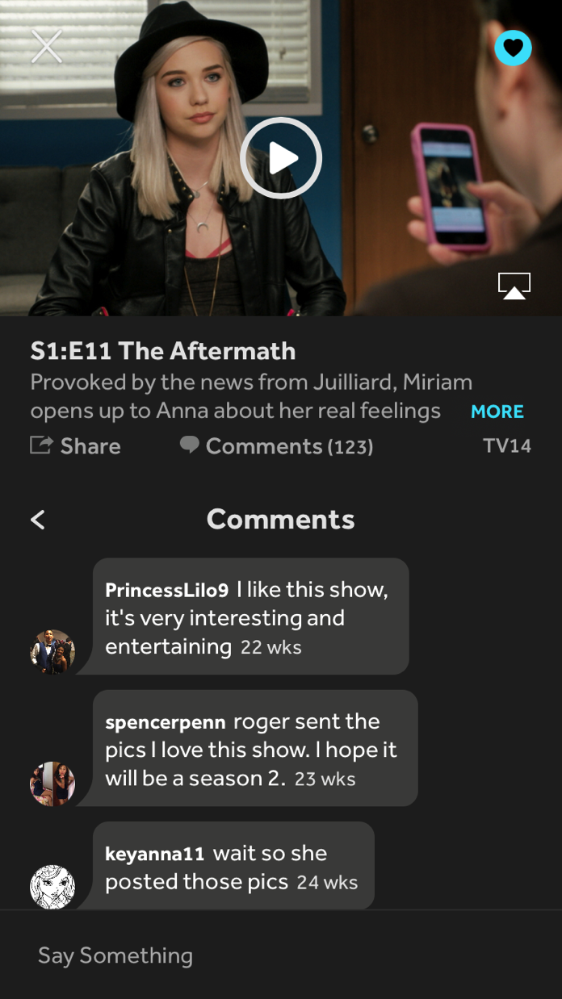 S1:E11 The Aftermath
Provoked by the news from Juilliard, Miriam
opens up to Anna about her real feelings MORE
Share Comments (123) TV14
Comments
PrincessLilo9 I like this show,
it's very interesting and
entertaining 22 wks
spencerpenn roger sent the
pics I love this show. I hope it
will be a season 2. 23 wks
keyanna11 wait so she
posted those pics 24 wks
Say Something